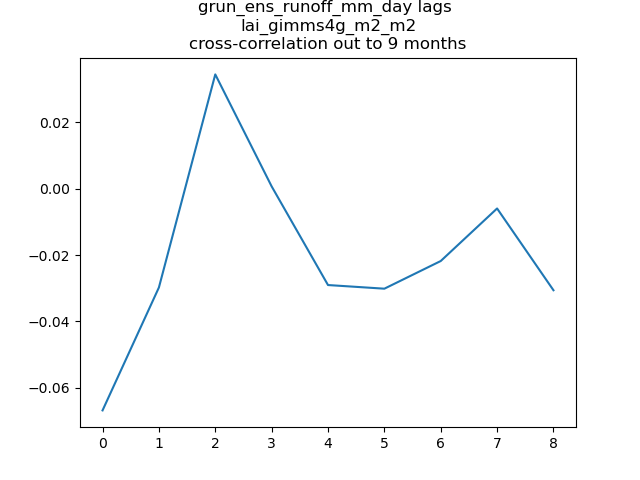 grun_ens_runoff_mm_day lags
lai_gimms4g_m2_m2
cross-correlation out to 9 months
0.02
0.00
−0.02
−0.04
−0.06
0 1 2 3 4 5 6 7 8